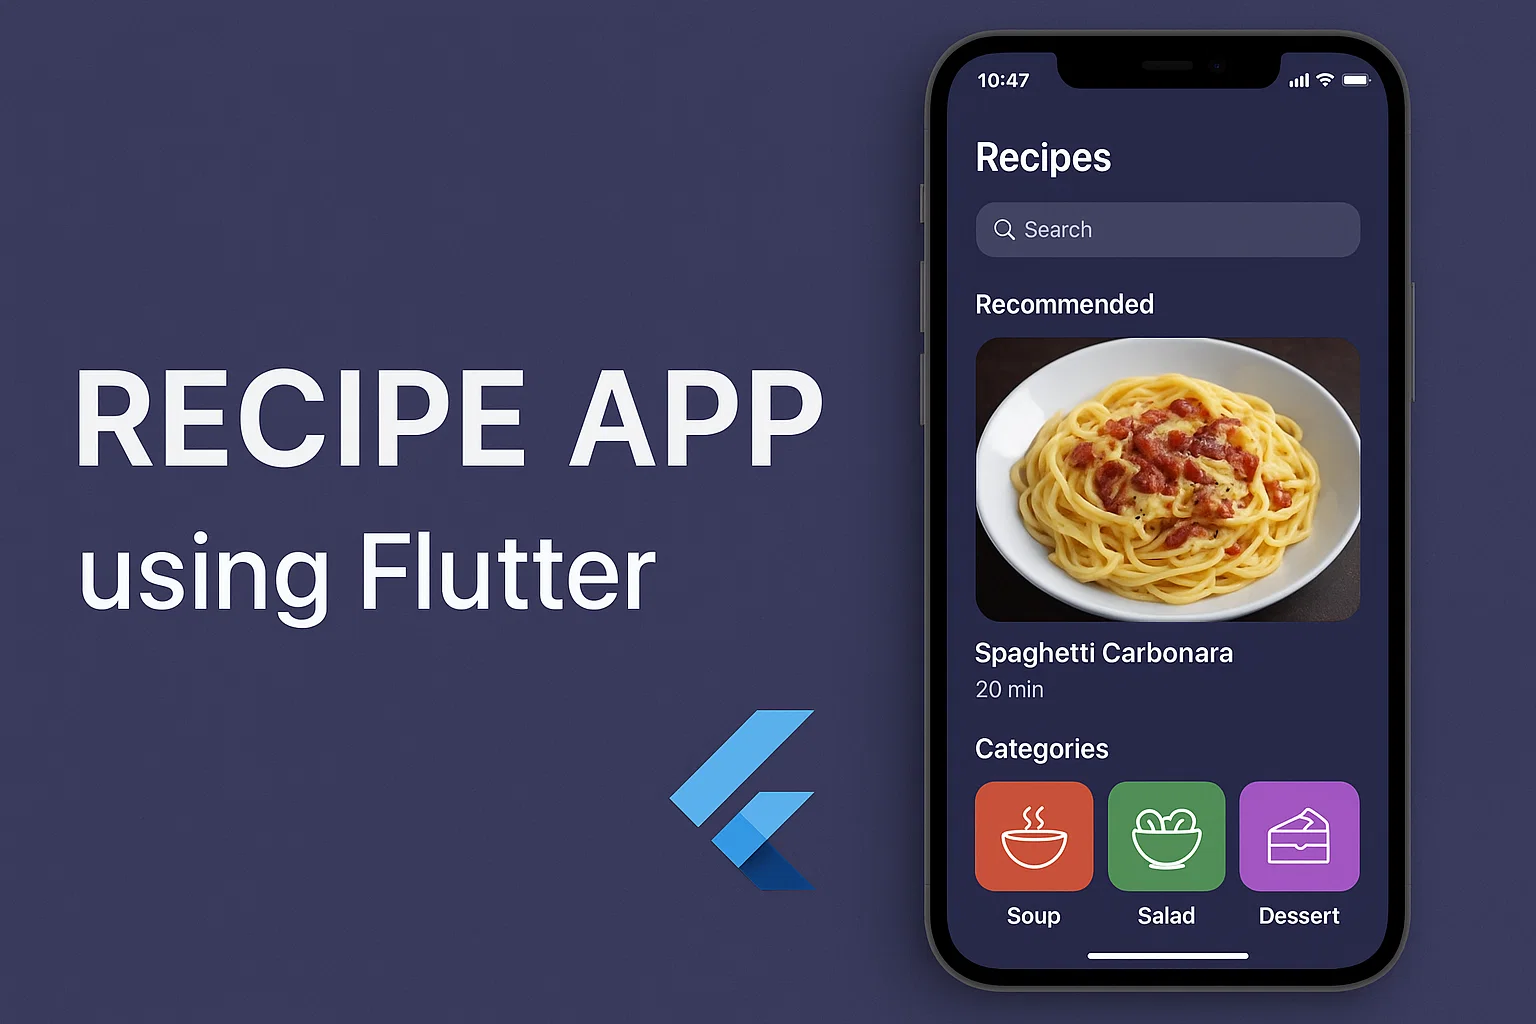 RECIPE APP
using Flutter
10:47
Recipes
Search
Recommended
Spaghetti Carbonara
20 min
Categories
Soup
Salad
Dessert